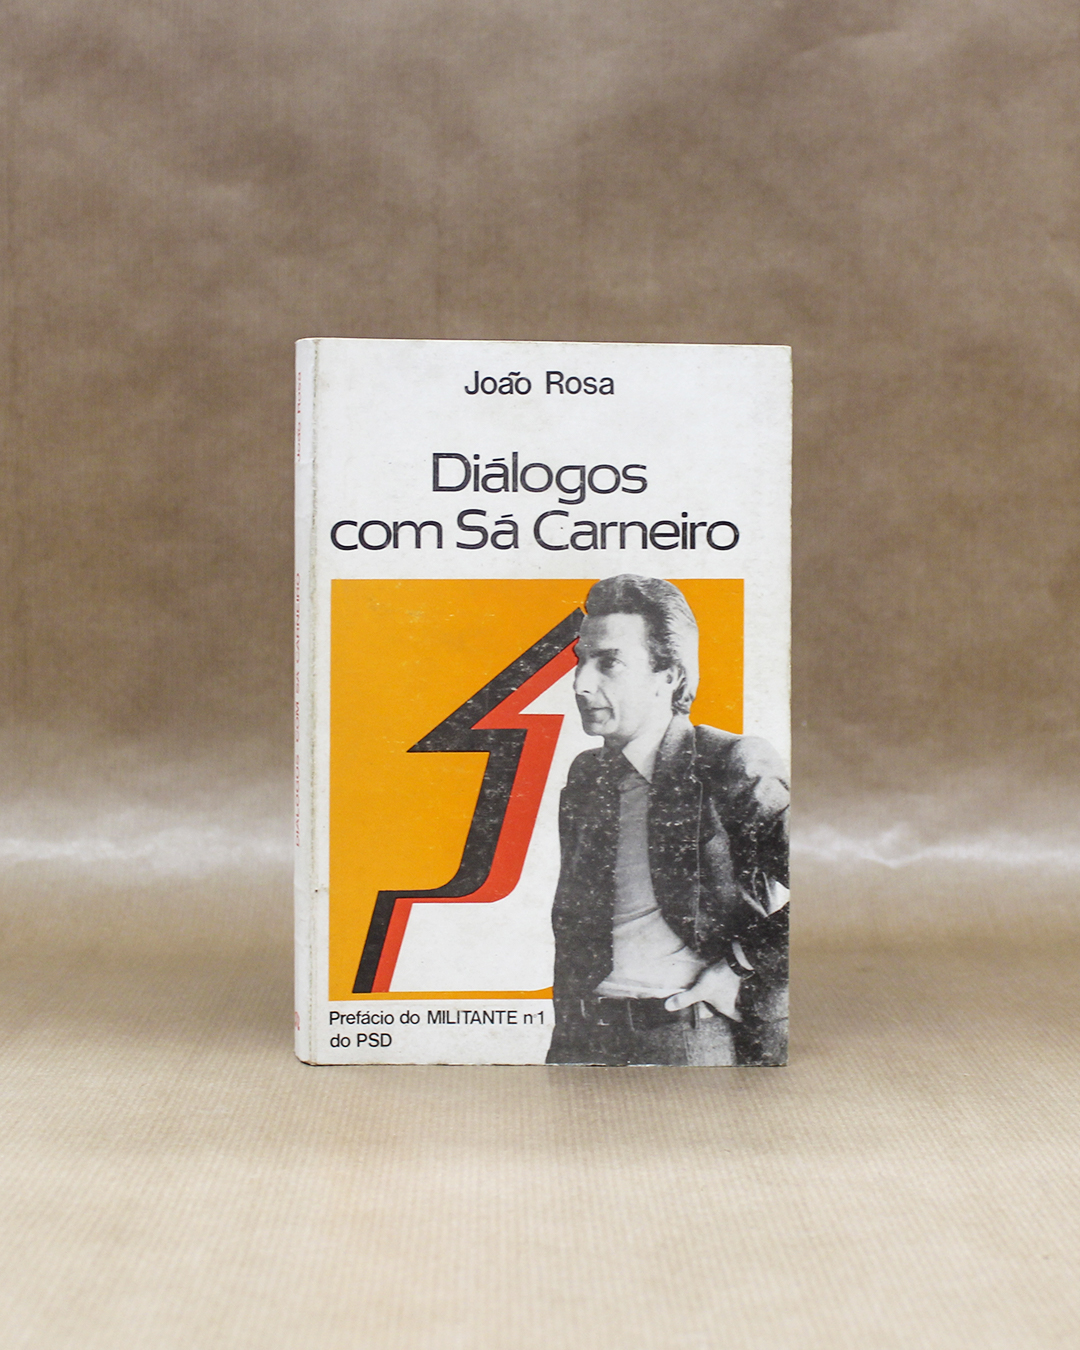 João Rosa
Diálogos
com Sá Carneiro
Prefácio do MILITANTE nº1
do PSD
João Rosa
DIÁLOGOS COM SÁ CARNEIRO